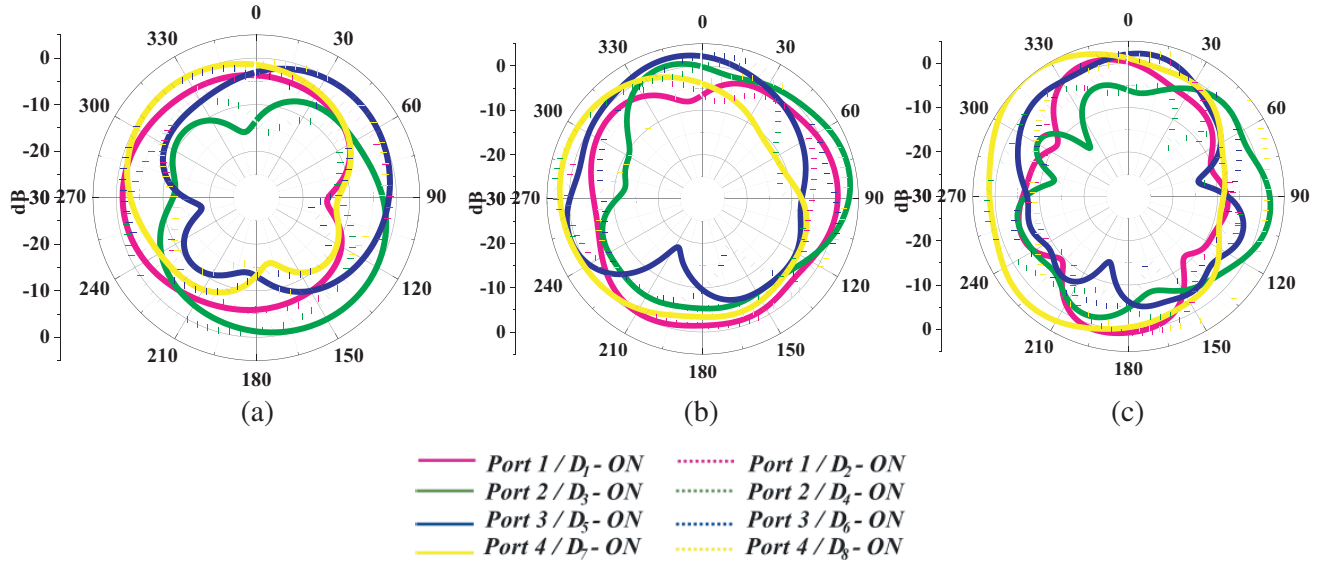 0 0 0
330 30 330 30 330 30
0 0 0
-10 300 60 -10 300 60 -10 300 60
-20 -20 -20
dB -30 270 90 dB -30 270 90 dB -30 270 90
-20 -20 -20
-10 240 120 -10 240 120 -10 240 120
0 0 0
210 150 210 150 210 150
180 180 180
(a) (b) (c)
Port 1 / D1 - ON Port 1 / D2 - ON
Port 2 / D3 - ON Port 2 / D4 - ON
Port 3 / D5 - ON Port 3 / D6 - ON
Port 4 / D7 - ON Port 4 / D8 - ON